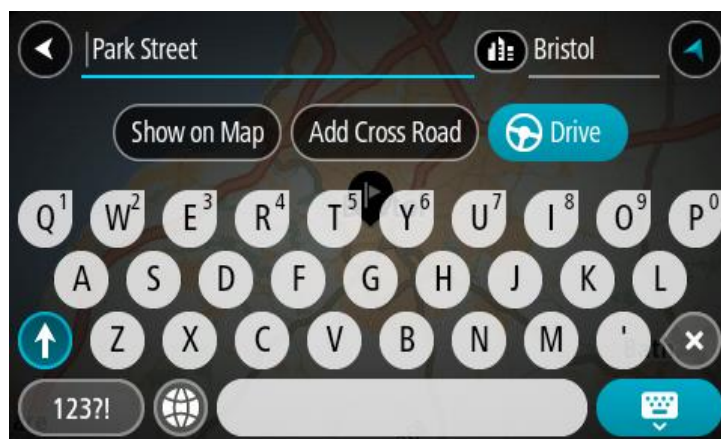 Park Street Bristol
Show on Map Add Cross Road Drive
Q1 W2 E3 R4 T5 Y6 U7 I8 O9 P0
A S D F G H J K L
Z X C V B N M '
123?!